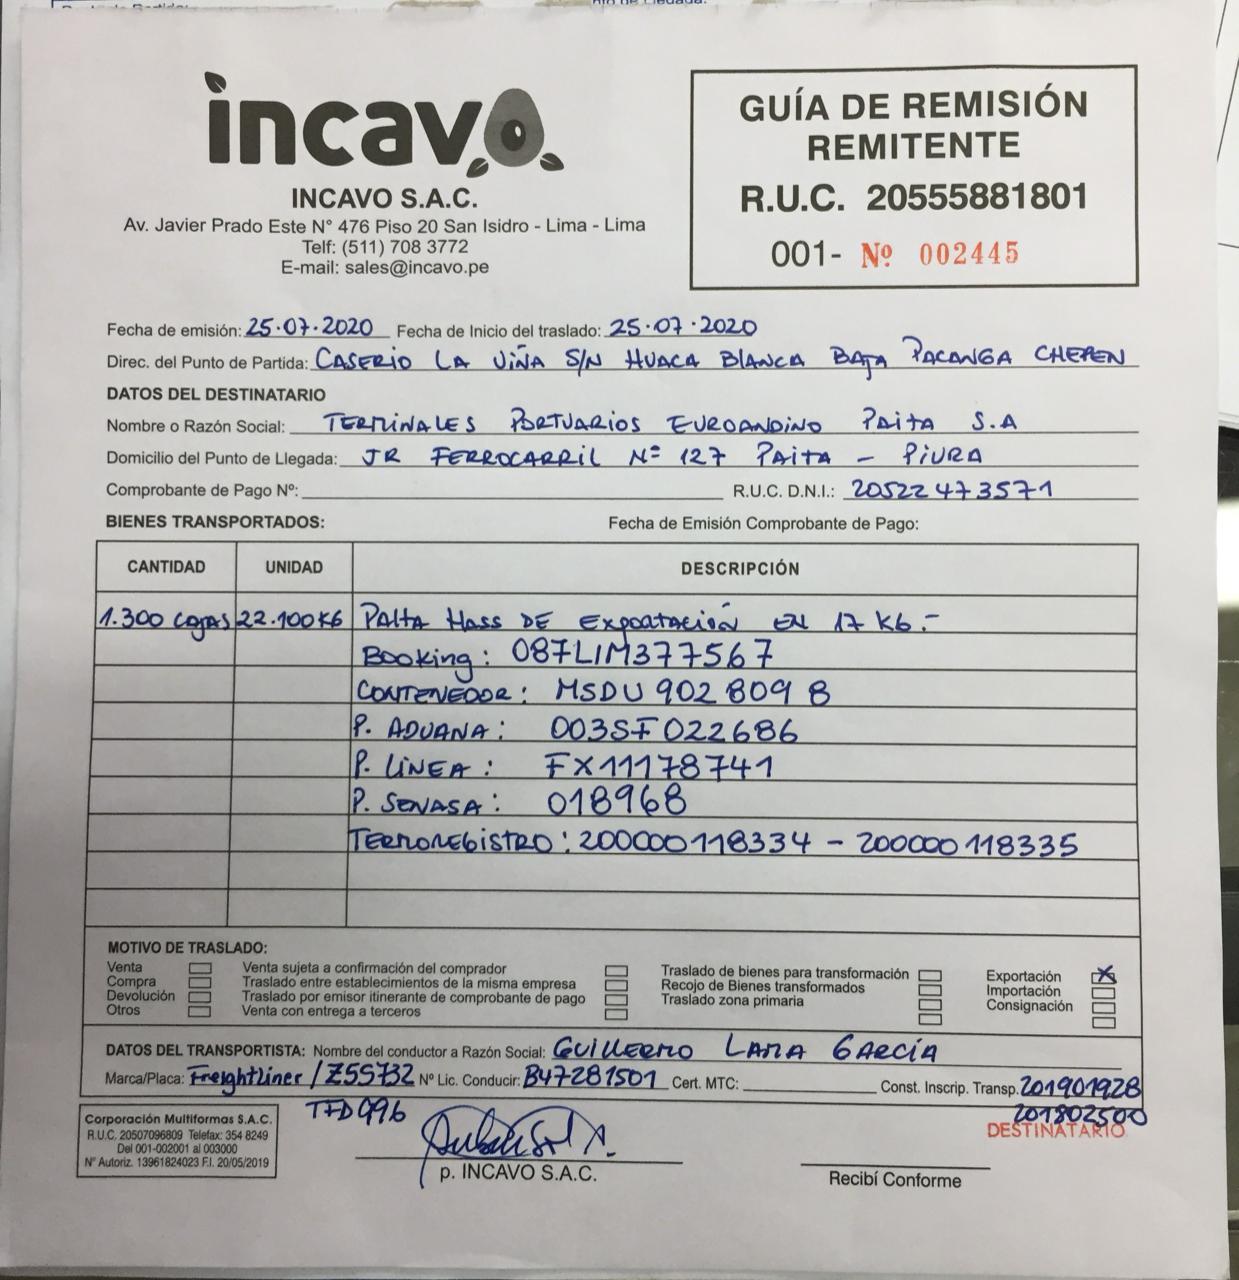 incavo
INCAVO S.A.C.
Av. Javier Prado Este N° 476 Piso 20 San Isidro - Lima - Lima
Telf: (511) 708 3772
E-mail: sales@incavo.pe
GUÍA DE REMISIÓN
REMITENTE
R.U.C. 20555881801
001- Nº 002445
Fecha de emisión: 25.07.2020 Fecha de Inicio del traslado: 25.07.2020
Direc. del Punto de Partida: CASERIO LA VIÑA S/N HUACA BLANCA BAJA PACANGA CHEPEN
DATOS DEL DESTINATARIO
Nombre o Razón Social: TERMINALES PORTUARIOS EUROANDINO PAITA S.A
Domicilio del Punto de Llegada: JR FERROCARRIL Nº 127 PAITA - PIURA
Comprobante de Pago Nº: R.U.C. D.N.I.: 20522473571
BIENES TRANSPORTADOS: Fecha de Emisión Comprobante de Pago:
CANTIDAD UNIDAD DESCRIPCIÓN
1.300 cajas 22.100 KG PALTA HASS DE EXPORTACIÓN EN 17 KG.-
BOOKING: 087LIM377567
CONTENEDOR: MSDU 902 809 8
P. ADUANA: 003SF022686
P. LÍNEA: FX11178741
P. SENASA: 018968
TERMOREGISTRO: 200000118334 - 200000118335
MOTIVO DE TRASLADO:
Venta Venta sujeta a confirmación del comprador Traslado de bienes para transformación Exportación X
Compra Traslado entre establecimientos de la misma empresa Recojo de Bienes transformados Importación
Devolución Traslado por emisor itinerante de comprobante de pago Traslado zona primaria Consignación
Otros Venta con entrega a terceros
DATOS DEL TRANSPORTISTA: Nombre del conductor a Razón Social: GUILLERMO LAMA GARCÍA
Marca/Placa: Freightliner / Z5S732 Nº Lic. Conducir: B47281501 Cert. MTC: Const. Inscrip. Transp. 201901928
TFD996 201802500
DESTINATARIO
Corporación Multiformas S.A.C.
R.U.C. 20507096809 Telefax: 354 8249
Del 001-002001 al 003000
Nº Autoriz. 13961824023 F.I. 20/05/2019
p. INCAVO S.A.C.
Recibí Conforme